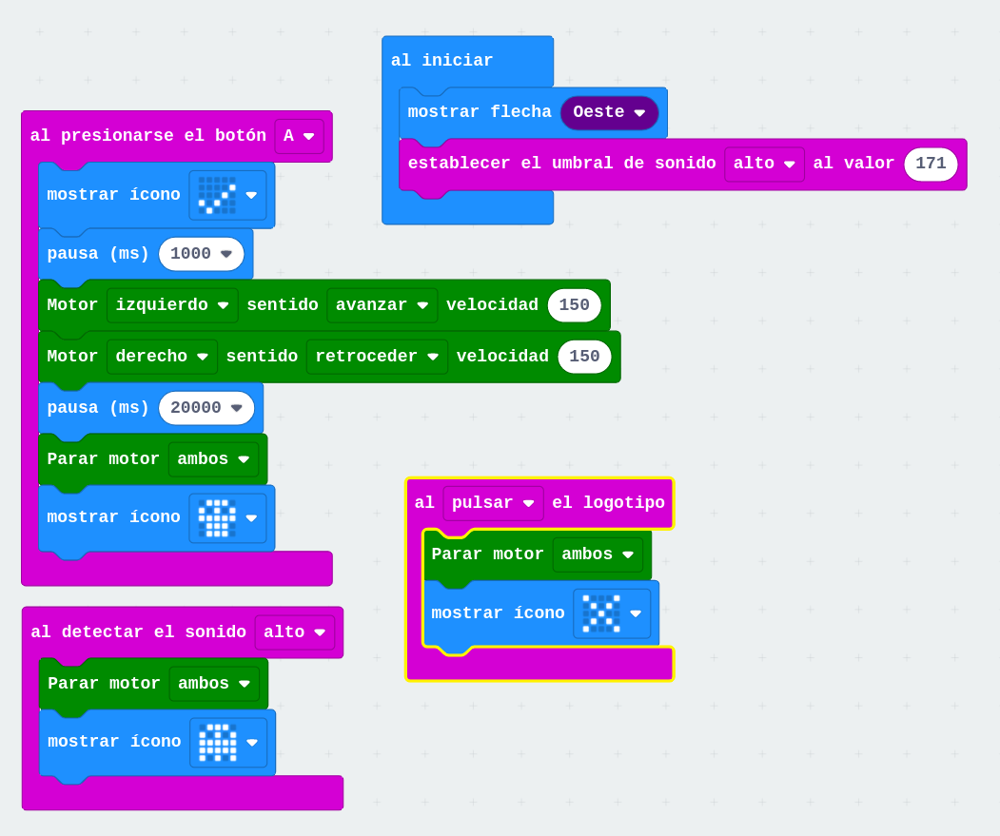 al iniciar
mostrar flecha Oeste
establecer el umbral de sonido alto al valor 171
al presionarse el botón A
mostrar ícono
pausa (ms) 1000
Motor izquierdo sentido avanzar velocidad 150
Motor derecho sentido retroceder velocidad 150
pausa (ms) 20000
Parar motor ambos
mostrar ícono
al pulsar el logotipo
Parar motor ambos
mostrar ícono
al detectar el sonido alto
Parar motor ambos
mostrar ícono